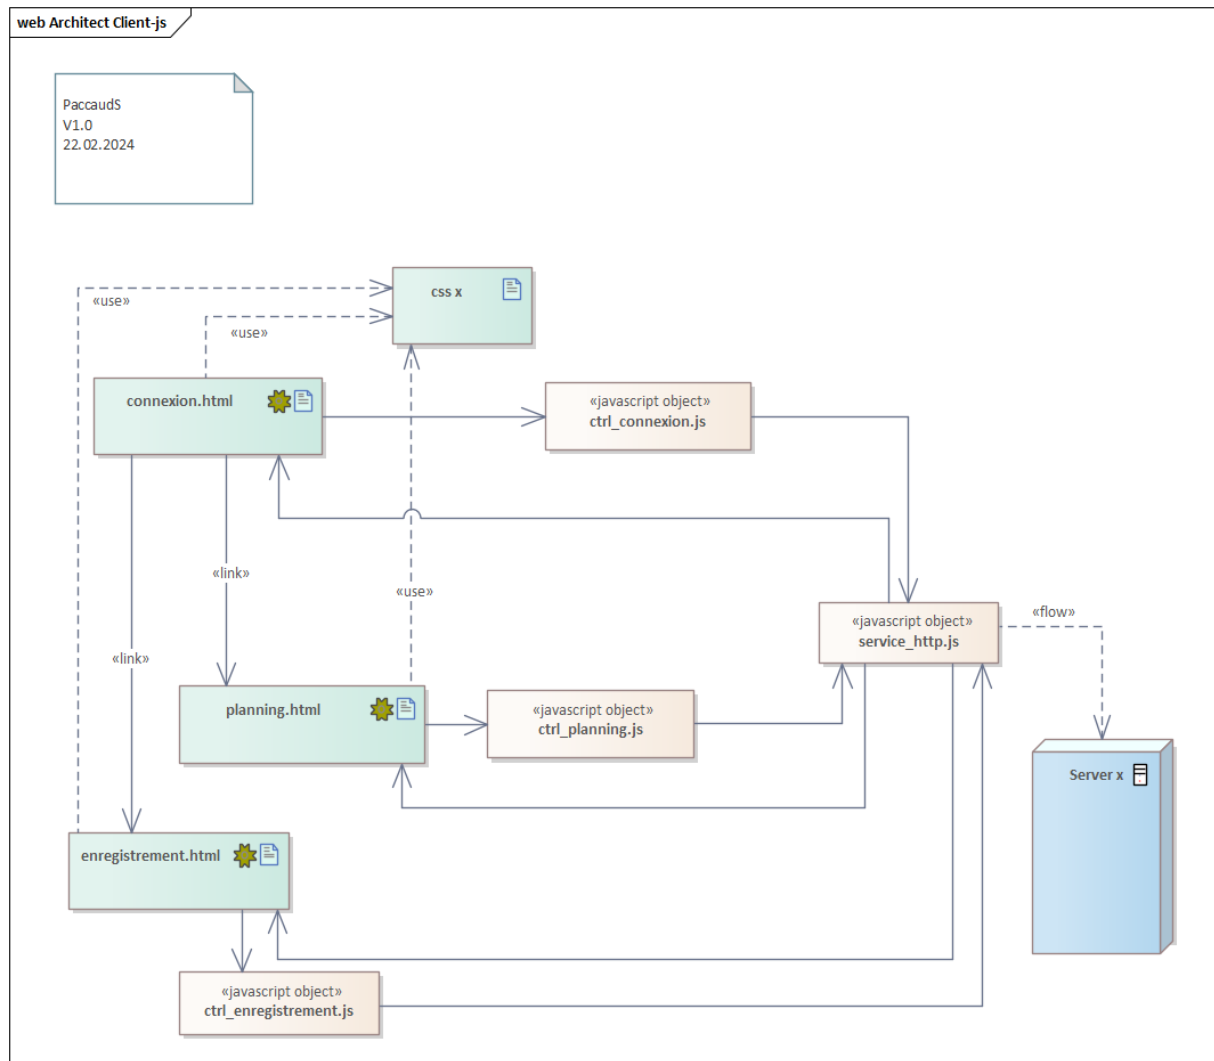 web Architect Client-js
PaccaudS
V1.0
22.02.2024
css x
«use»
«use»
connexion.html
«javascript object»
ctrl_connexion.js
«link»
«use»
«javascript object»
service_http.js
«flow»
«link»
planning.html
«javascript object»
ctrl_planning.js
Server x
enregistrement.html
«javascript object»
ctrl_enregistrement.js